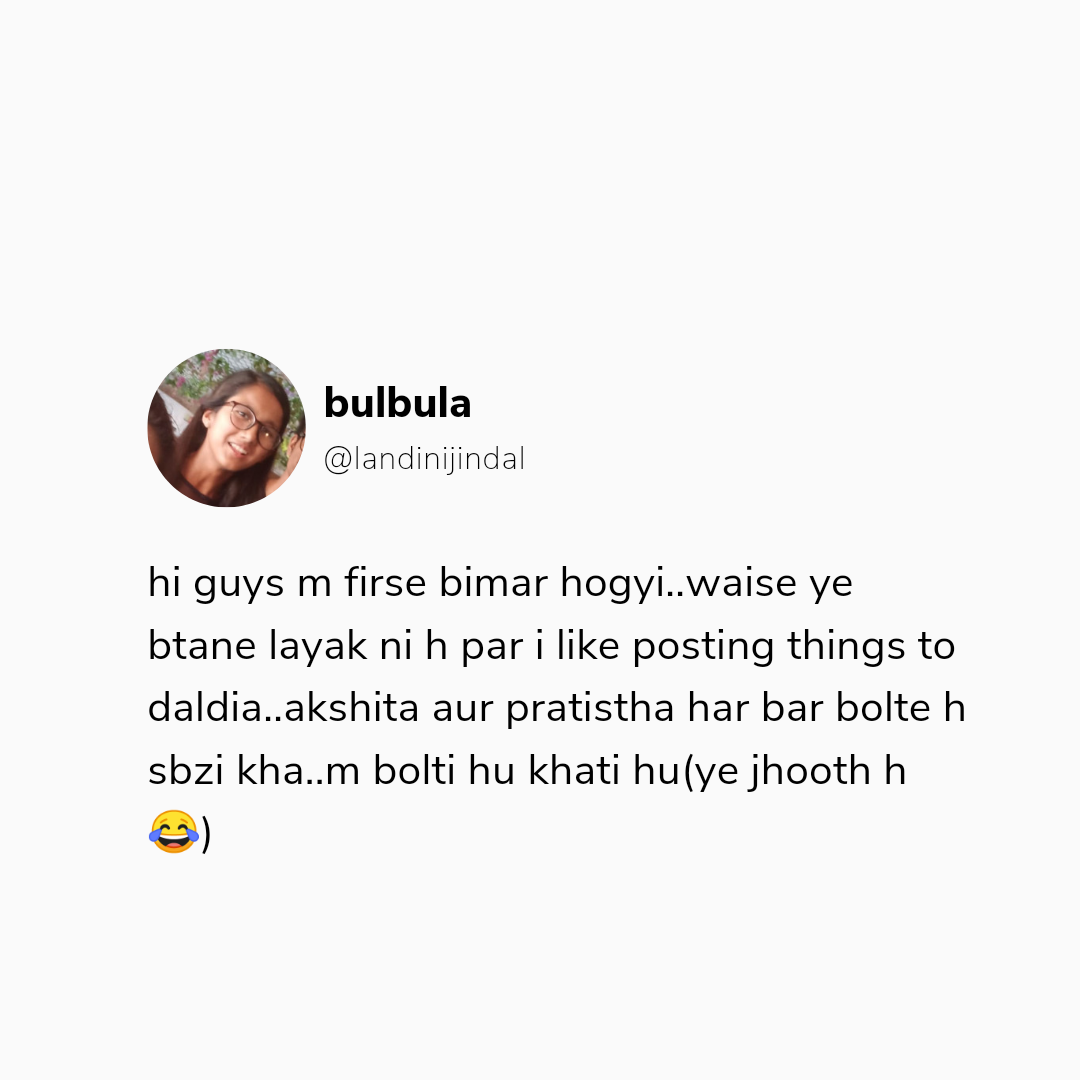 bulbula
@landinijindal
hi guys m firse bimar hogyi..waise ye
btane layak ni h par i like posting things to
daldia..akshita aur pratistha har bar bolte h
sbzi kha..m bolti hu khati hu(ye jhooth h
😂)